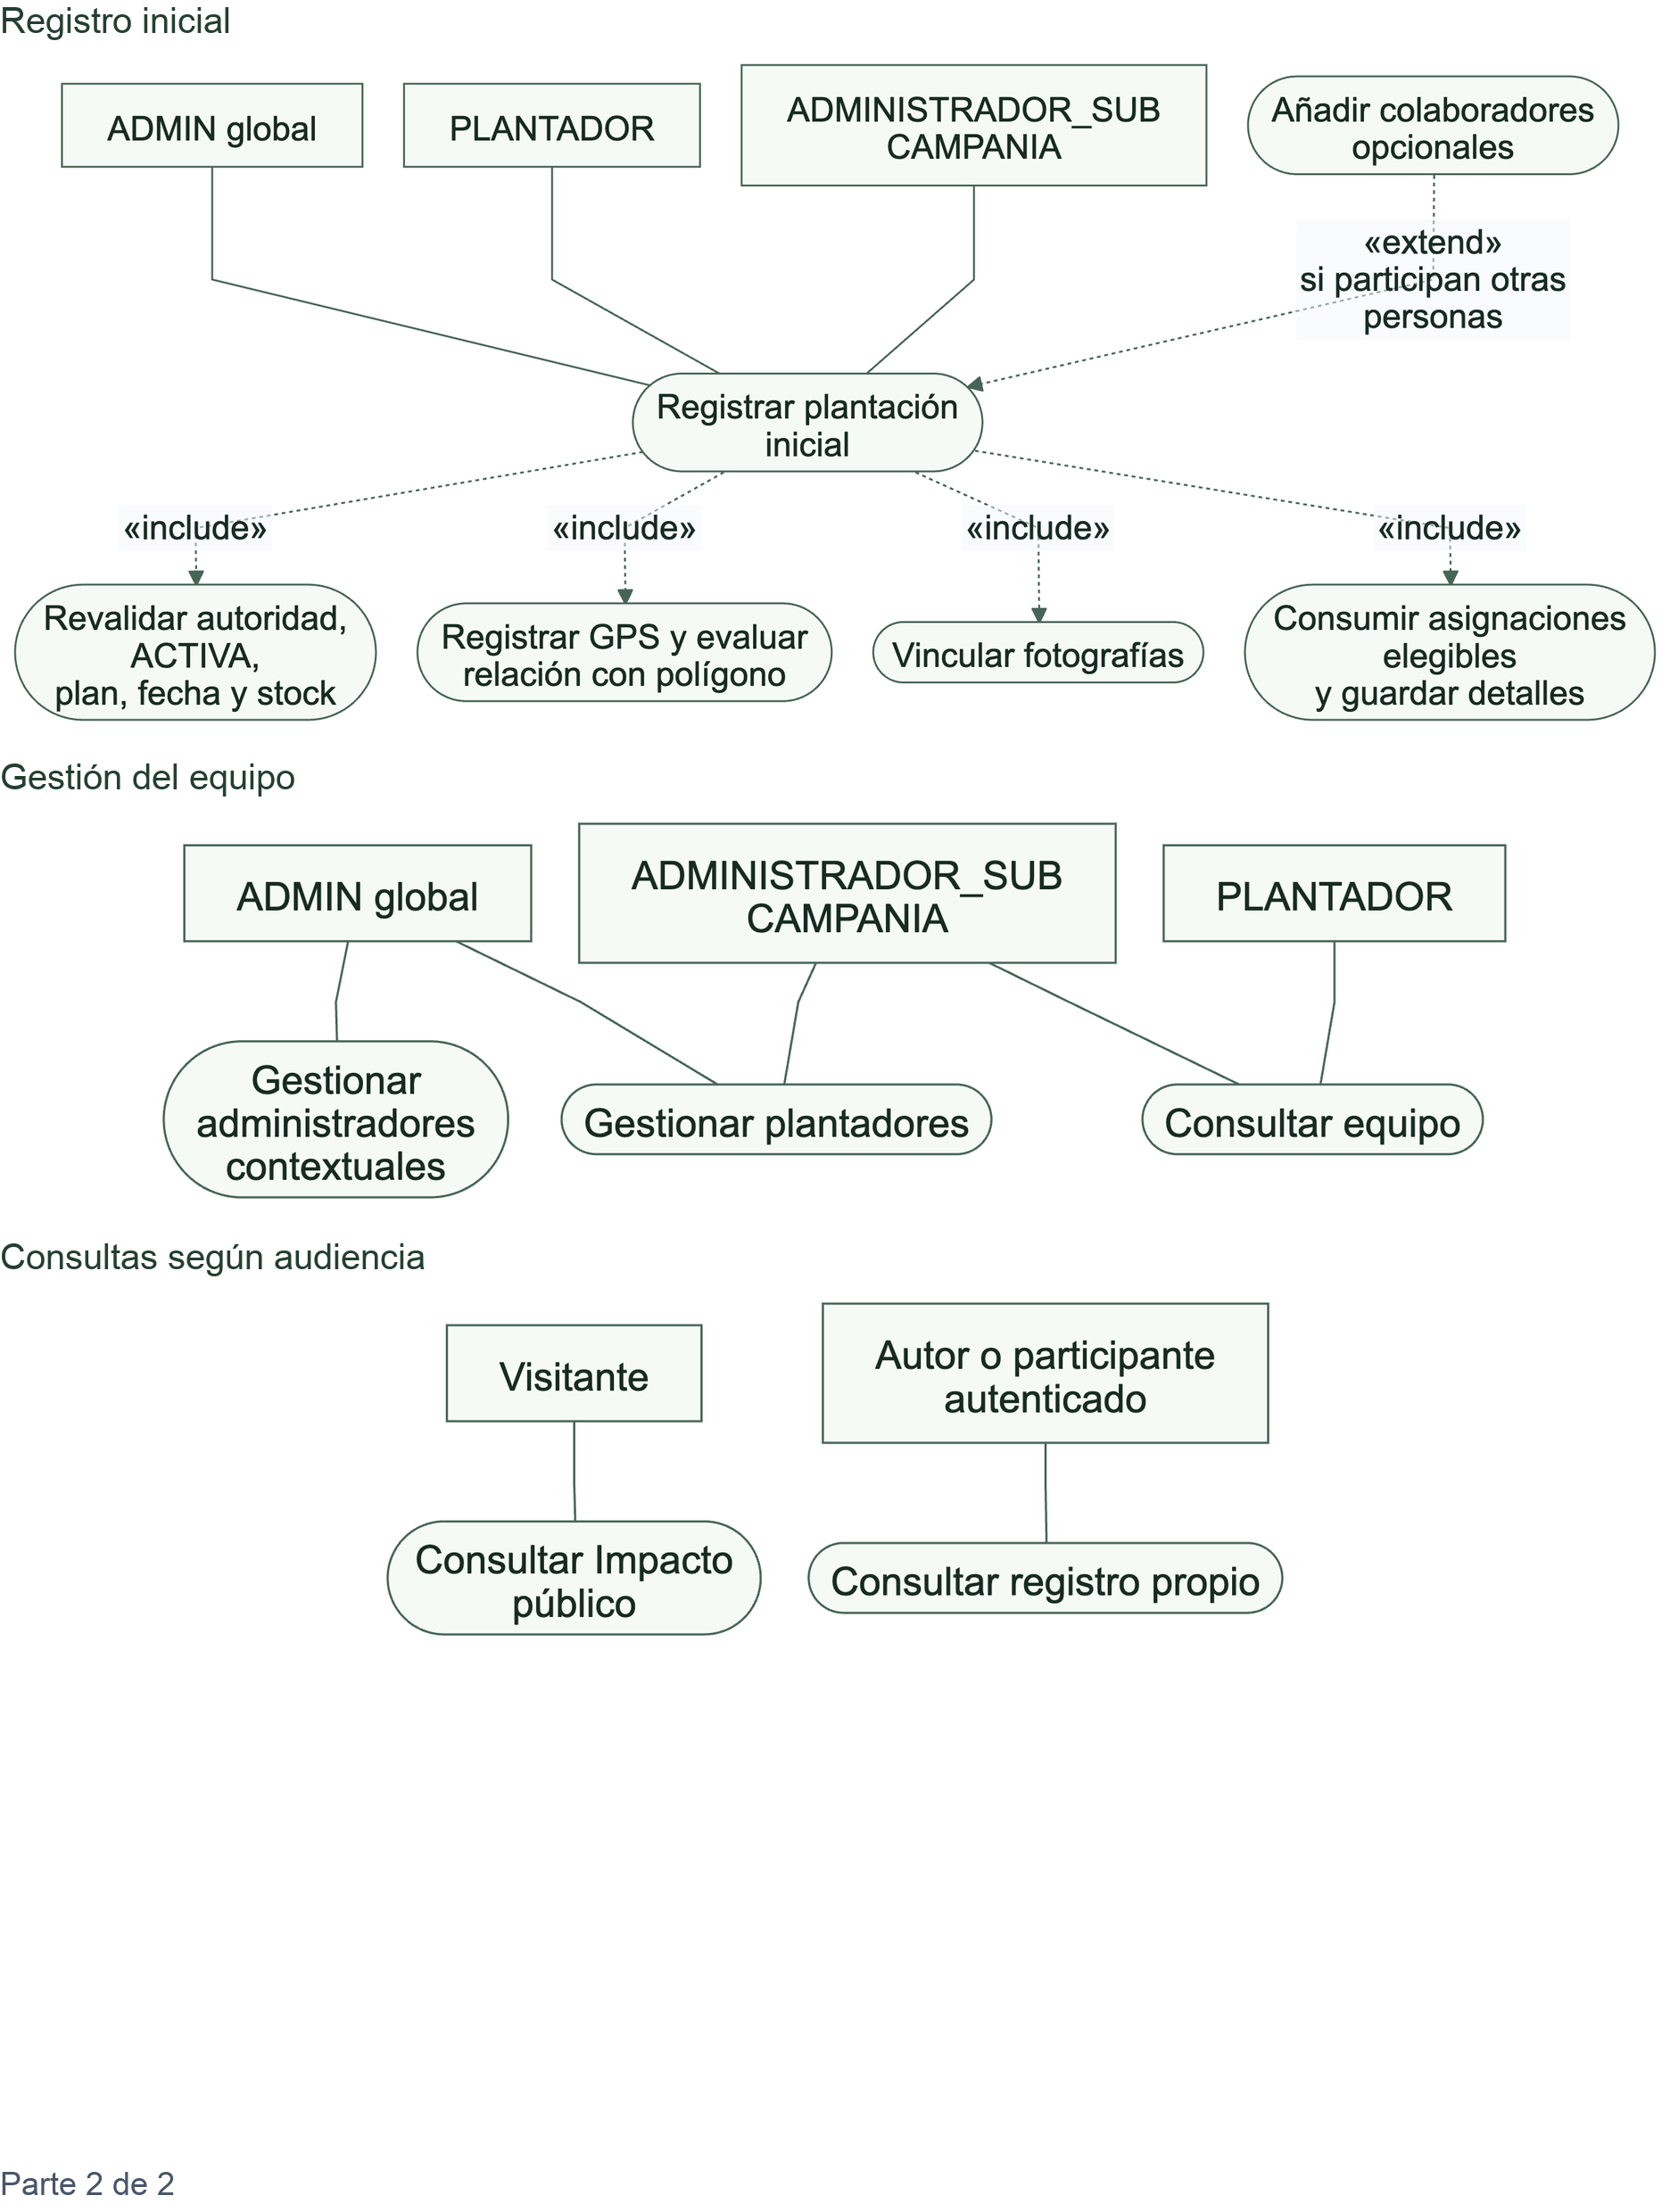 Registro inicial
ADMIN global
PLANTADOR
ADMINISTRADOR_SUB
CAMPANIA
Añadir colaboradores
opcionales
«extend»
si participan otras
personas
Registrar plantación
inicial
«include»
«include»
«include»
«include»
Revalidar autoridad,
ACTIVA,
plan, fecha y stock
Registrar GPS y evaluar
relación con polígono
Vincular fotografías
Consumir asignaciones
elegibles
y guardar detalles
Gestión del equipo
ADMIN global
ADMINISTRADOR_SUB
CAMPANIA
PLANTADOR
Gestionar
administradores
contextuales
Gestionar plantadores
Consultar equipo
Consultas según audiencia
Visitante
Autor o participante
autenticado
Consultar Impacto
público
Consultar registro propio
Parte 2 de 2